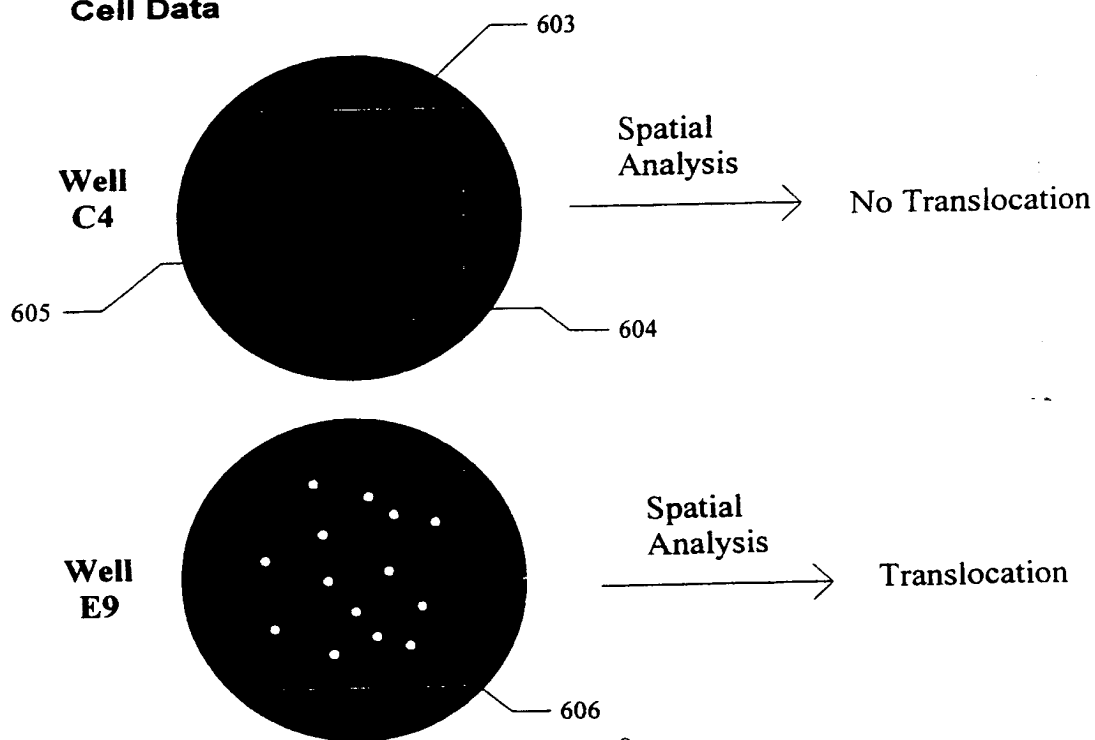 Cell Data
603
Spatial
Analysis
Well
C4
No Translocation
605
604
Spatial
Analysis
Well
E9
Translocation
606